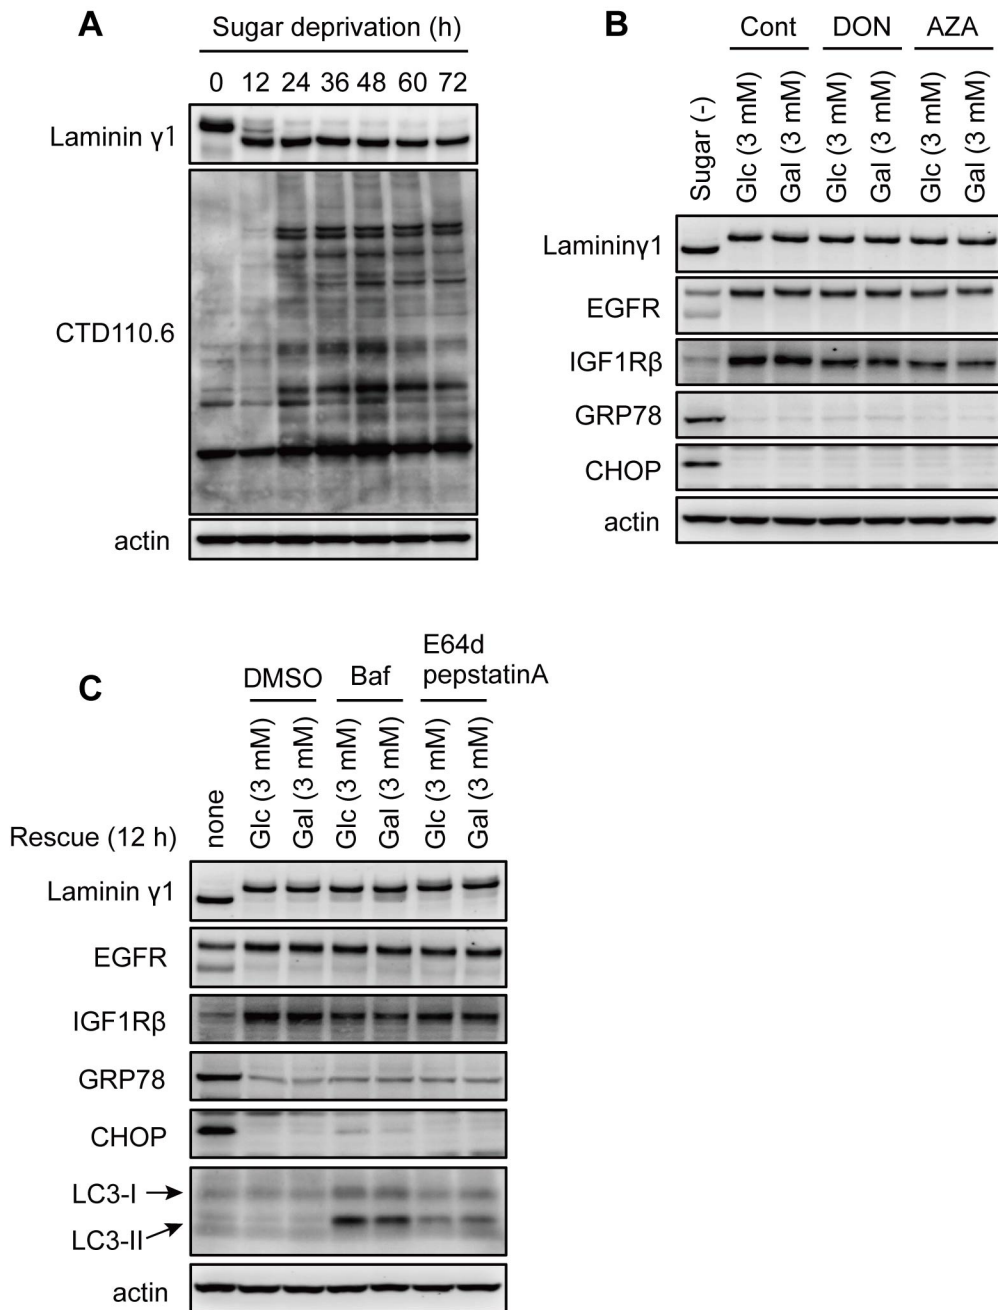 A
Sugar deprivation (h)
0 12 24 36 48 60 72
Laminin γ1
CTD110.6
actin
B
Cont DON AZA
Sugar (-)
Glc (3 mM)
Gal (3 mM)
Glc (3 mM)
Gal (3 mM)
Glc (3 mM)
Gal (3 mM)
Lamininγ1
EGFR
IGF1Rβ
GRP78
CHOP
actin
C
DMSO Baf E64d
pepstatinA
Rescue (12 h)
none
Glc (3 mM)
Gal (3 mM)
Glc (3 mM)
Gal (3 mM)
Glc (3 mM)
Gal (3 mM)
Laminin γ1
EGFR
IGF1Rβ
GRP78
CHOP
LC3-I
LC3-II
actin